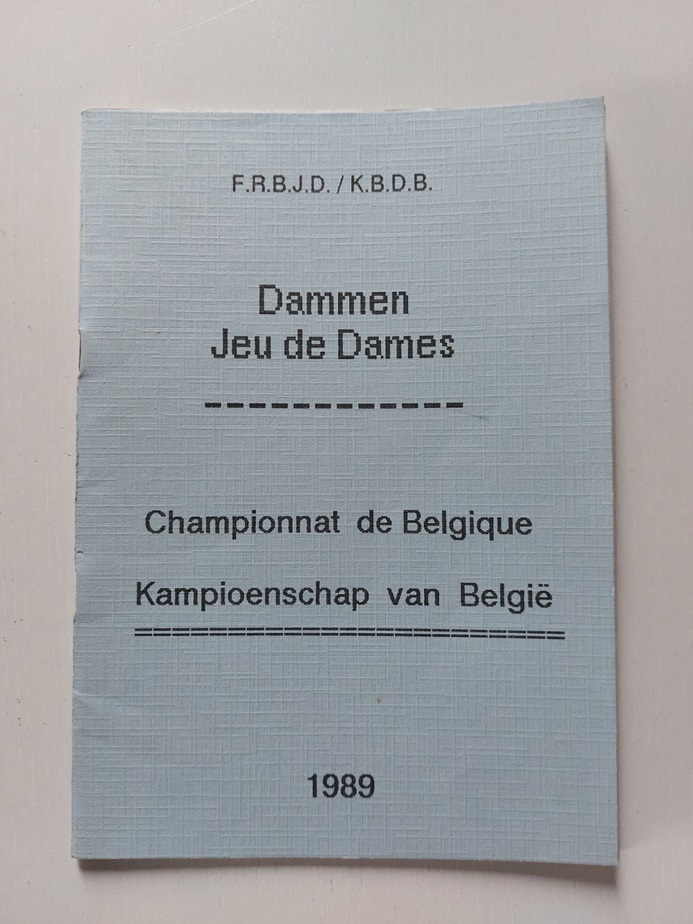 F.R.B.J.D. / K.B.D.B.
Dammen
Jeu de Dames
------------
Championnat de Belgique
Kampioenschap van België
========================
1989